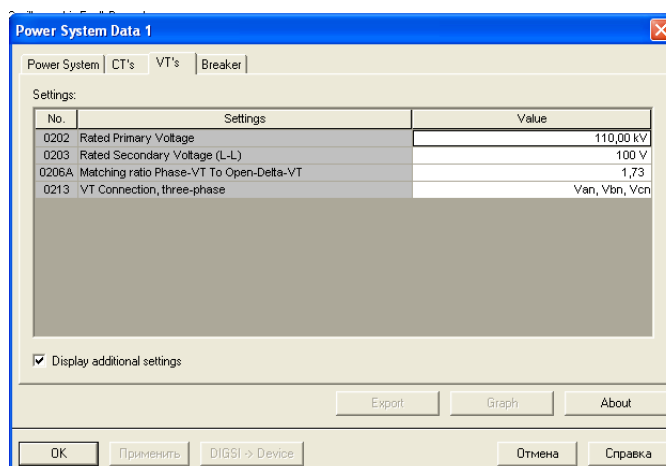 Power System Data 1
Power System CT's VT's Breaker
Settings:
No. Settings Value
0202 Rated Primary Voltage 110,00 kV
0203 Rated Secondary Voltage (L-L) 100 V
0206A Matching ratio Phase-VT To Open-Delta-VT 1,73
0213 VT Connection, three-phase Van, Vbn, Vcn
Display additional settings
Export Graph About
OK Применить DIGSI -> Device Отмена Справка